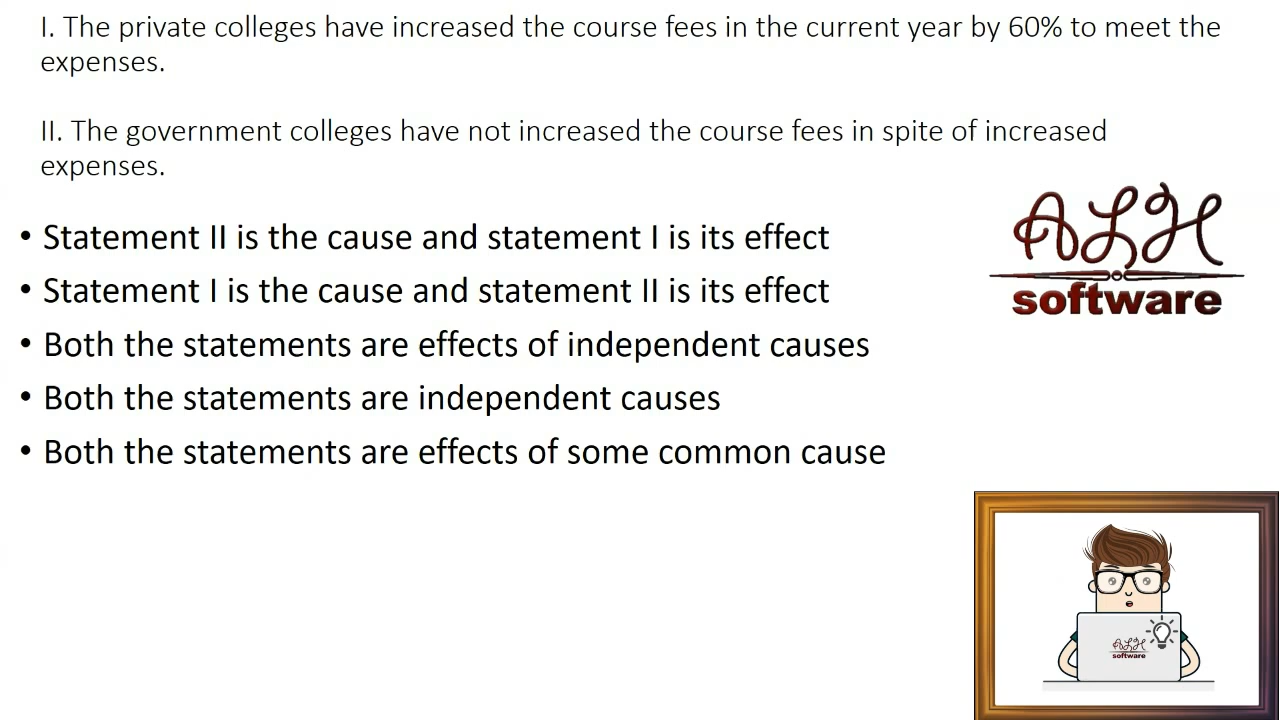 I. The private colleges have increased the course fees in the current year by 60% to meet the
expenses.
II. The government colleges have not increased the course fees in spite of increased
expenses.
• Statement II is the cause and statement I is its effect
• Statement I is the cause and statement II is its effect
• Both the statements are effects of independent causes
• Both the statements are independent causes
• Both the statements are effects of some common cause
ALH
software
ALH
software